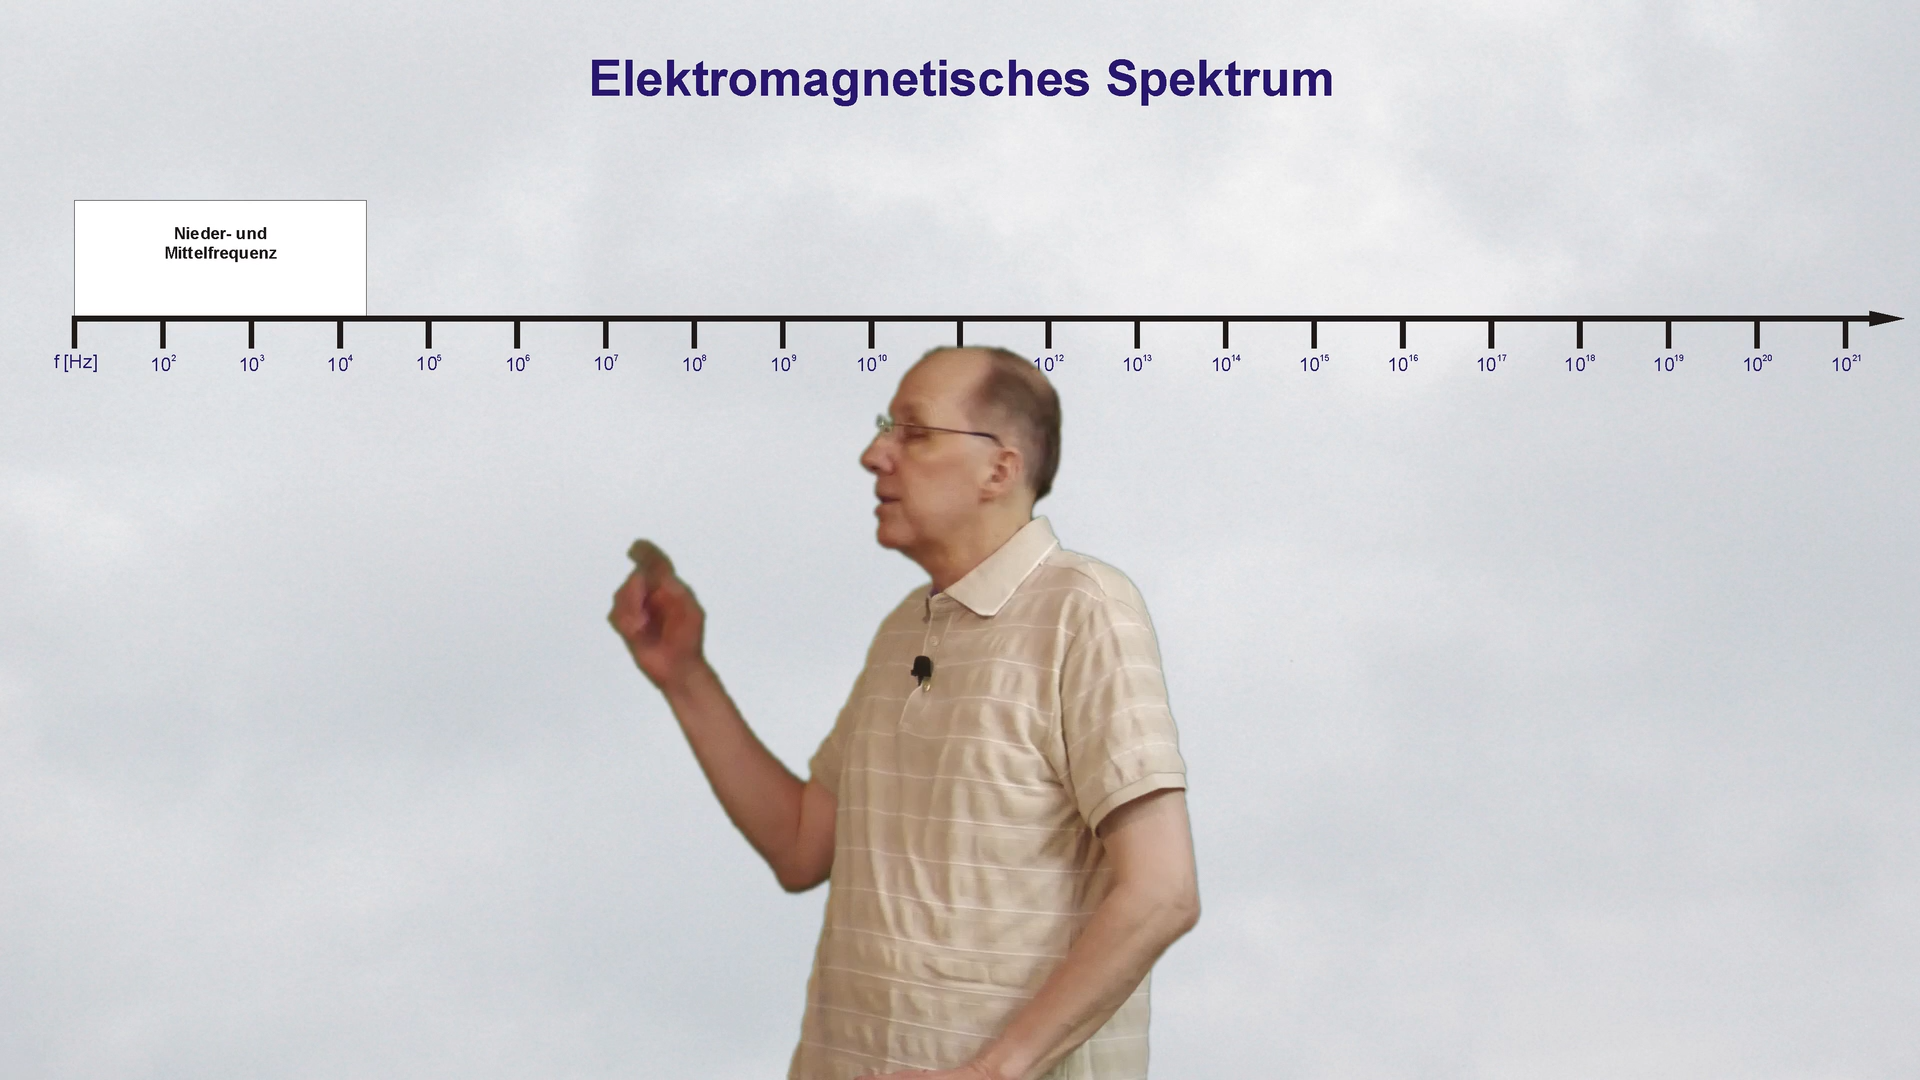 Elektromagnetisches Spektrum
Nieder- und
Mittelfrequenz
f [Hz] 10² 10³ 10⁴ 10⁵ 10⁶ 10⁷ 10⁸ 10⁹ 10¹⁰ 10¹² 10¹³ 10¹⁴ 10¹⁵ 10¹⁶ 10¹⁷ 10¹⁸ 10¹⁹ 10²⁰ 10²¹